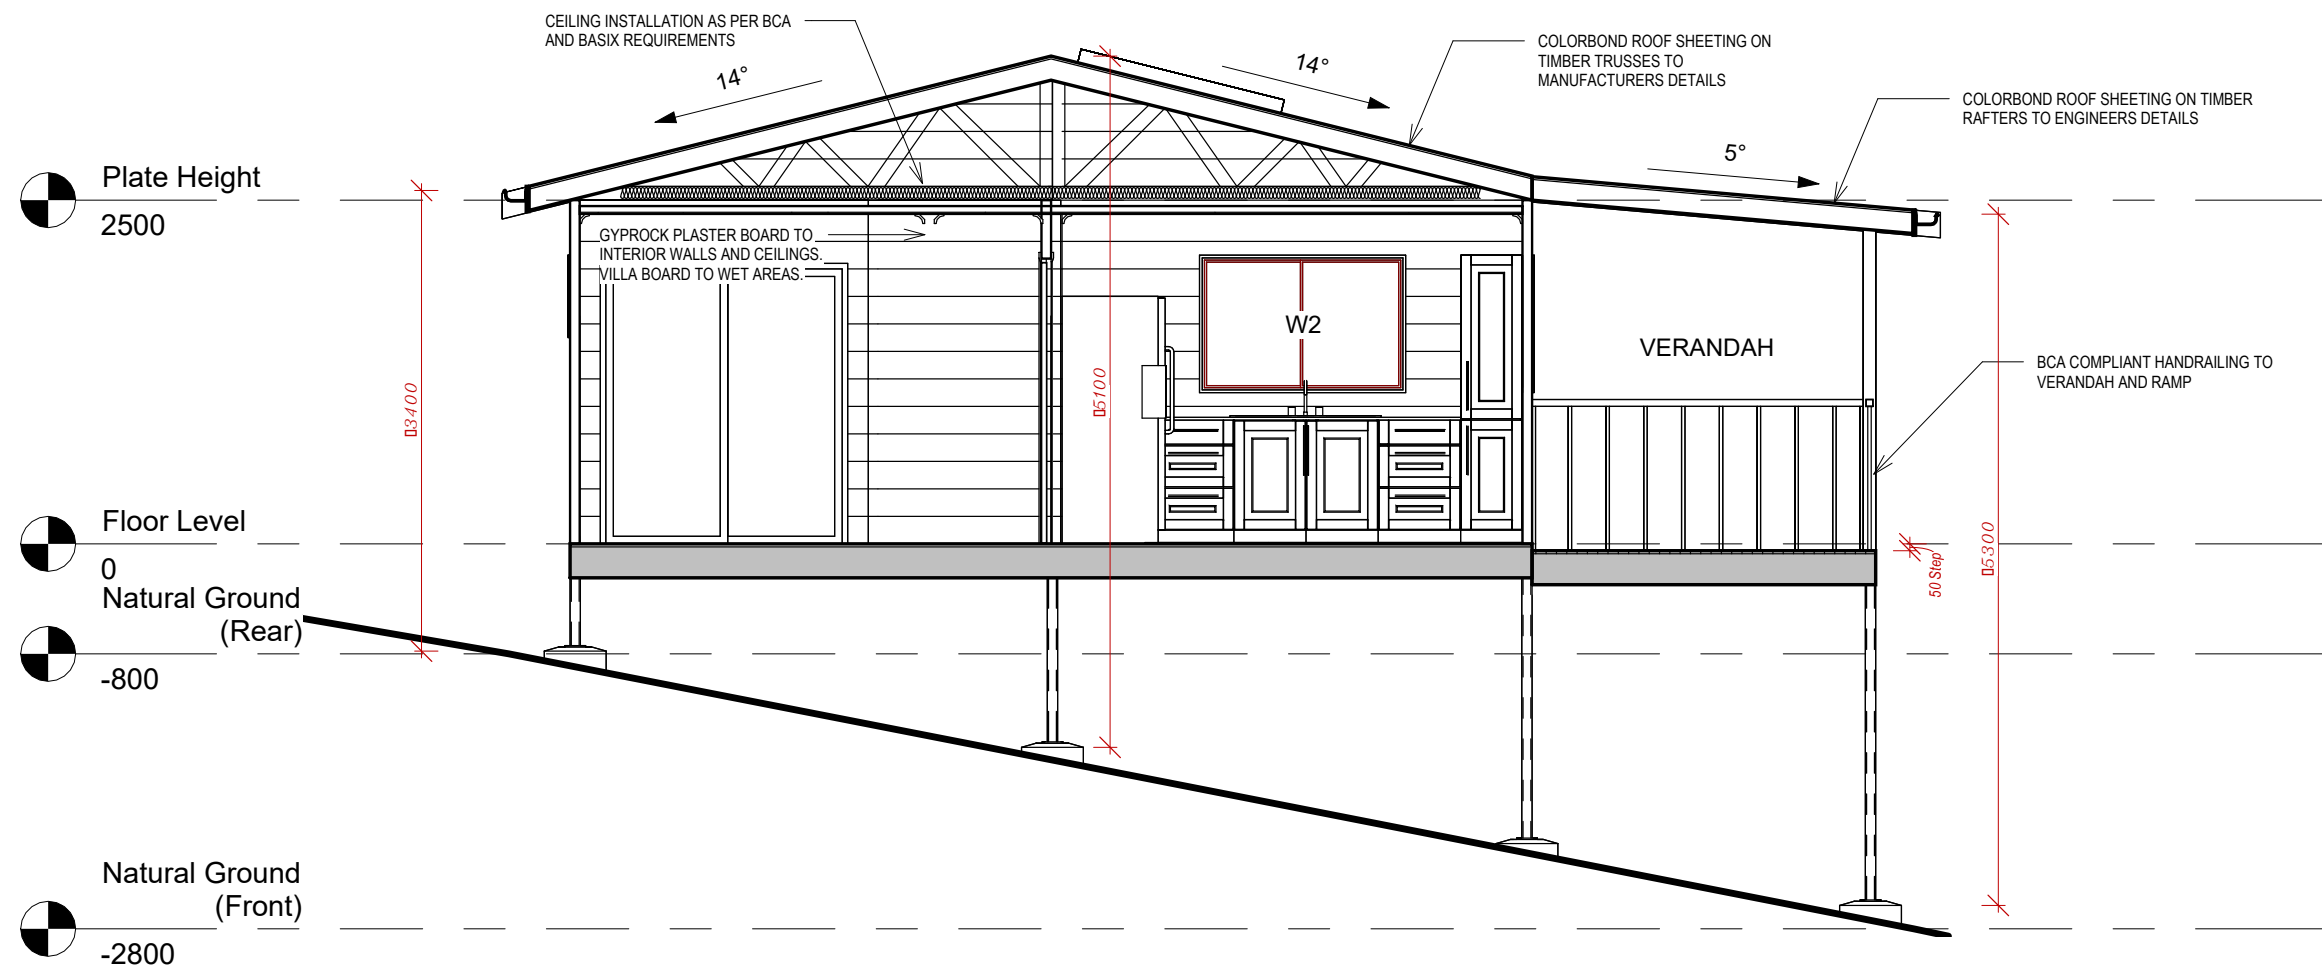 CEILING INSTALLATION AS PER BCA
AND BASIX REQUIREMENTS
14°
14°
COLORBOND ROOF SHEETING ON
TIMBER TRUSSES TO
MANUFACTURERS DETAILS
COLORBOND ROOF SHEETING ON TIMBER
RAFTERS TO ENGINEERS DETAILS
5°
Plate Height
2500
GYPROCK PLASTER BOARD TO
INTERIOR WALLS AND CEILINGS.
VILLA BOARD TO WET AREAS.
W2
VERANDAH
BCA COMPLIANT HANDRAILING TO
VERANDAH AND RAMP
▯3400
▯5100
▯5300
50 Step
Floor Level
0
Natural Ground
(Rear)
-800
Natural Ground
(Front)
-2800